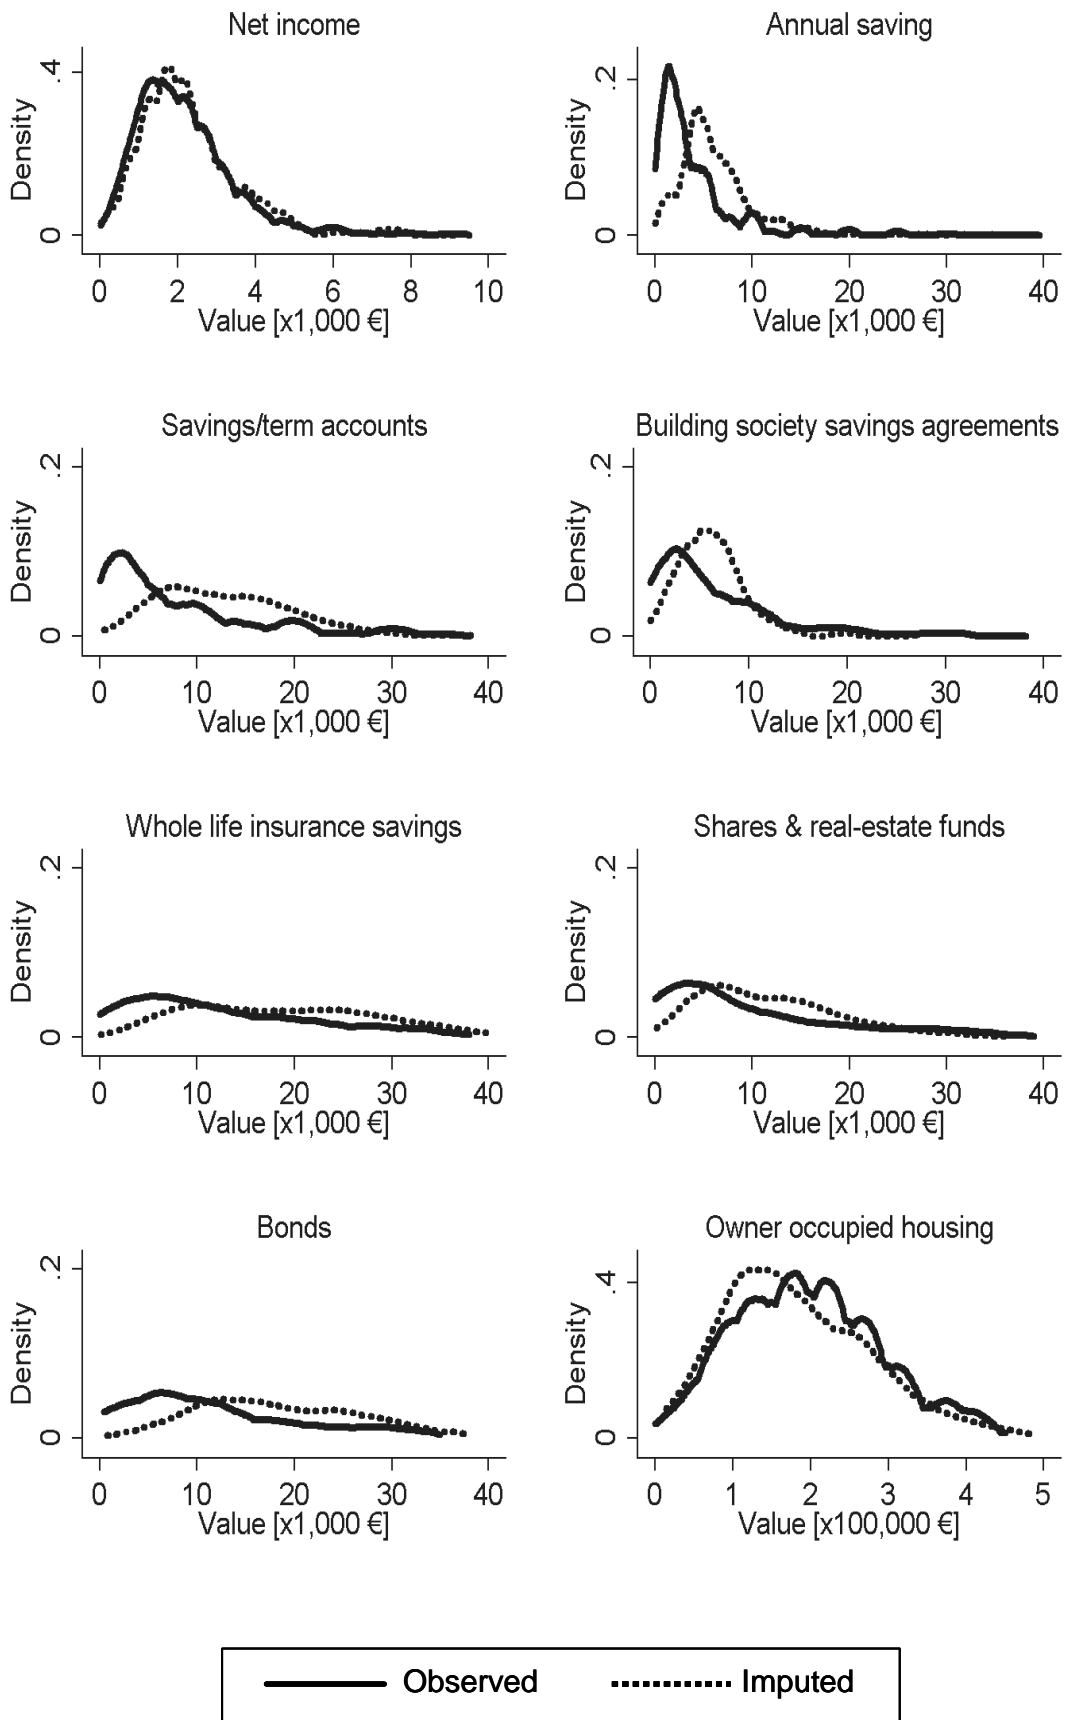 Net income
Density
.4
0
0 2 4 6 8 10
Value [x1,000 €]
Annual saving
Density
.2
0
0 10 20 30 40
Value [x1,000 €]
Savings/term accounts
Density
.2
0
0 10 20 30 40
Value [x1,000 €]
Building society savings agreements
Density
.2
0
0 10 20 30 40
Value [x1,000 €]
Whole life insurance savings
Density
.2
0
0 10 20 30 40
Value [x1,000 €]
Shares & real-estate funds
Density
.2
0
0 10 20 30 40
Value [x1,000 €]
Bonds
Density
.2
0
0 10 20 30 40
Value [x1,000 €]
Owner occupied housing
Density
.4
0
0 1 2 3 4 5
Value [x100,000 €]
Observed Imputed